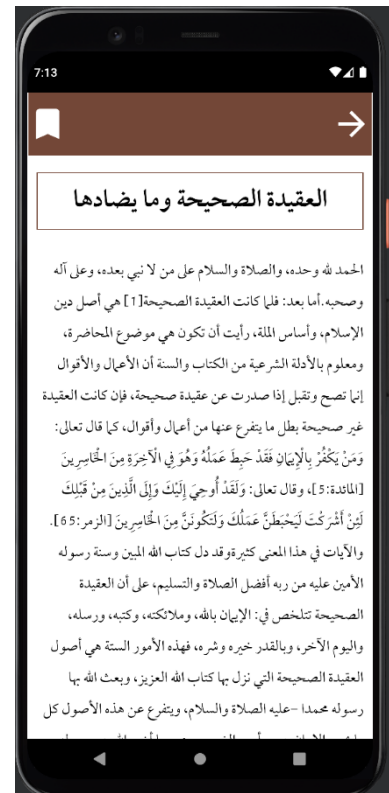 7:13
العقيدة الصحيحة وما يضادها
الحمد لله وحده، والصلاة والسلام على من لا نبي بعده، وعلى آله
وصحبه.أما بعد: فلما كانت العقيدة الصحيحة[1] هي أصل دين
الإسلام، وأساس الملة، رأيت أن تكون هي موضوع المحاضرة،
ومعلوم بالأدلة الشرعية من الكتاب والسنة أن الأعمال والأقوال
إنما تصح وتقبل إذا صدرت عن عقيدة صحيحة، فإن كانت العقيدة
غير صحيحة بطل ما يتفرع عنها من أعمال وأقوال، كما قال تعالى:
وَمَنْ يَكْفُرْ بِالْإِيمَانِ فَقَدْ حَبِطَ عَمَلُهُ وَهُوَ فِي الْآخِرَةِ مِنَ الْخَاسِرِينَ
[المائدة:5]، وقال تعالى: وَلَقَدْ أُوحِيَ إِلَيْكَ وَإِلَى الَّذِينَ مِنْ قَبْلِكَ
لَئِنْ أَشْرَكْتَ لَيَحْبَطَنَّ عَمَلُكَ وَلَتَكُونَنَّ مِنَ الْخَاسِرِينَ [الزمر:65].
والآيات في هذا المعنى كثيرةوقد دل كتاب الله المبين وسنة رسوله
الأمين عليه من ربه أفضل الصلاة والتسليم، على أن العقيدة
الصحيحة تتلخص في: الإيمان بالله، وملائكته، وكتبه، ورسله،
واليوم الآخر، وبالقدر خيره وشره، فهذه الأمور الستة هي أصول
العقيدة الصحيحة التي نزل بها كتاب الله العزيز، وبعث الله بها
رسوله محمدا -عليه الصلاة والسلام، ويتفرع عن هذه الأصول كل